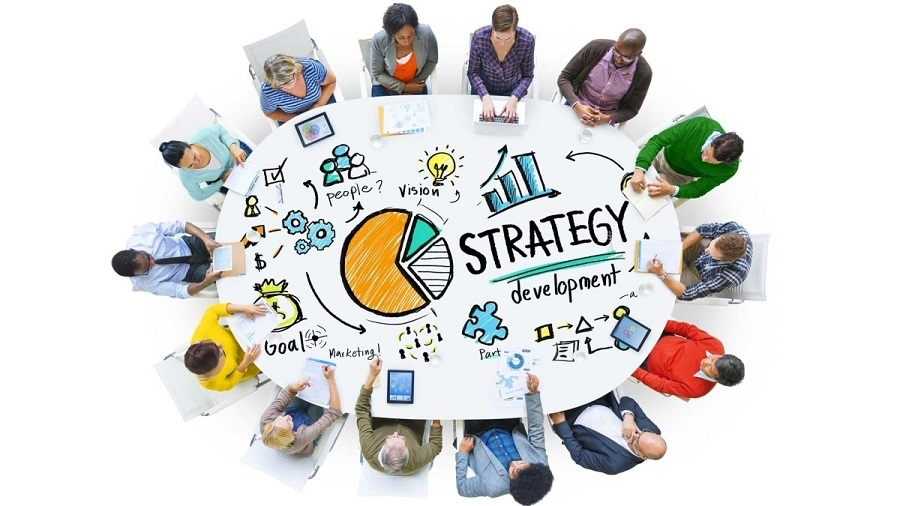 people?
Vision
STRATEGY
development
$
Goal
Marketing!
Part
a